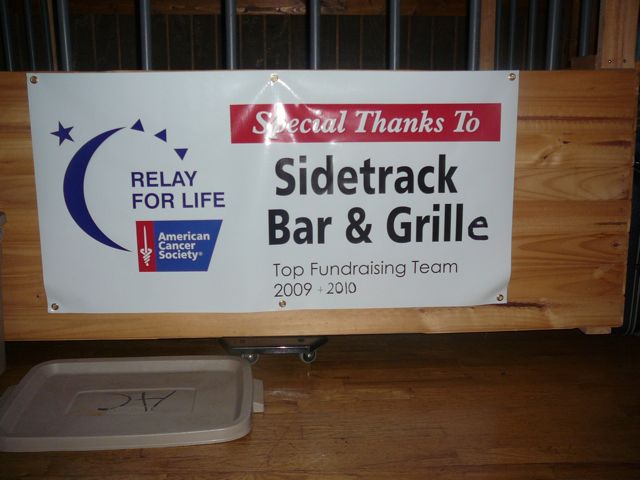 RELAY
FOR LIFE
American
Cancer
Society®
Special Thanks To
Sidetrack
Bar & Grille
Top Fundraising Team
2009 + 2010